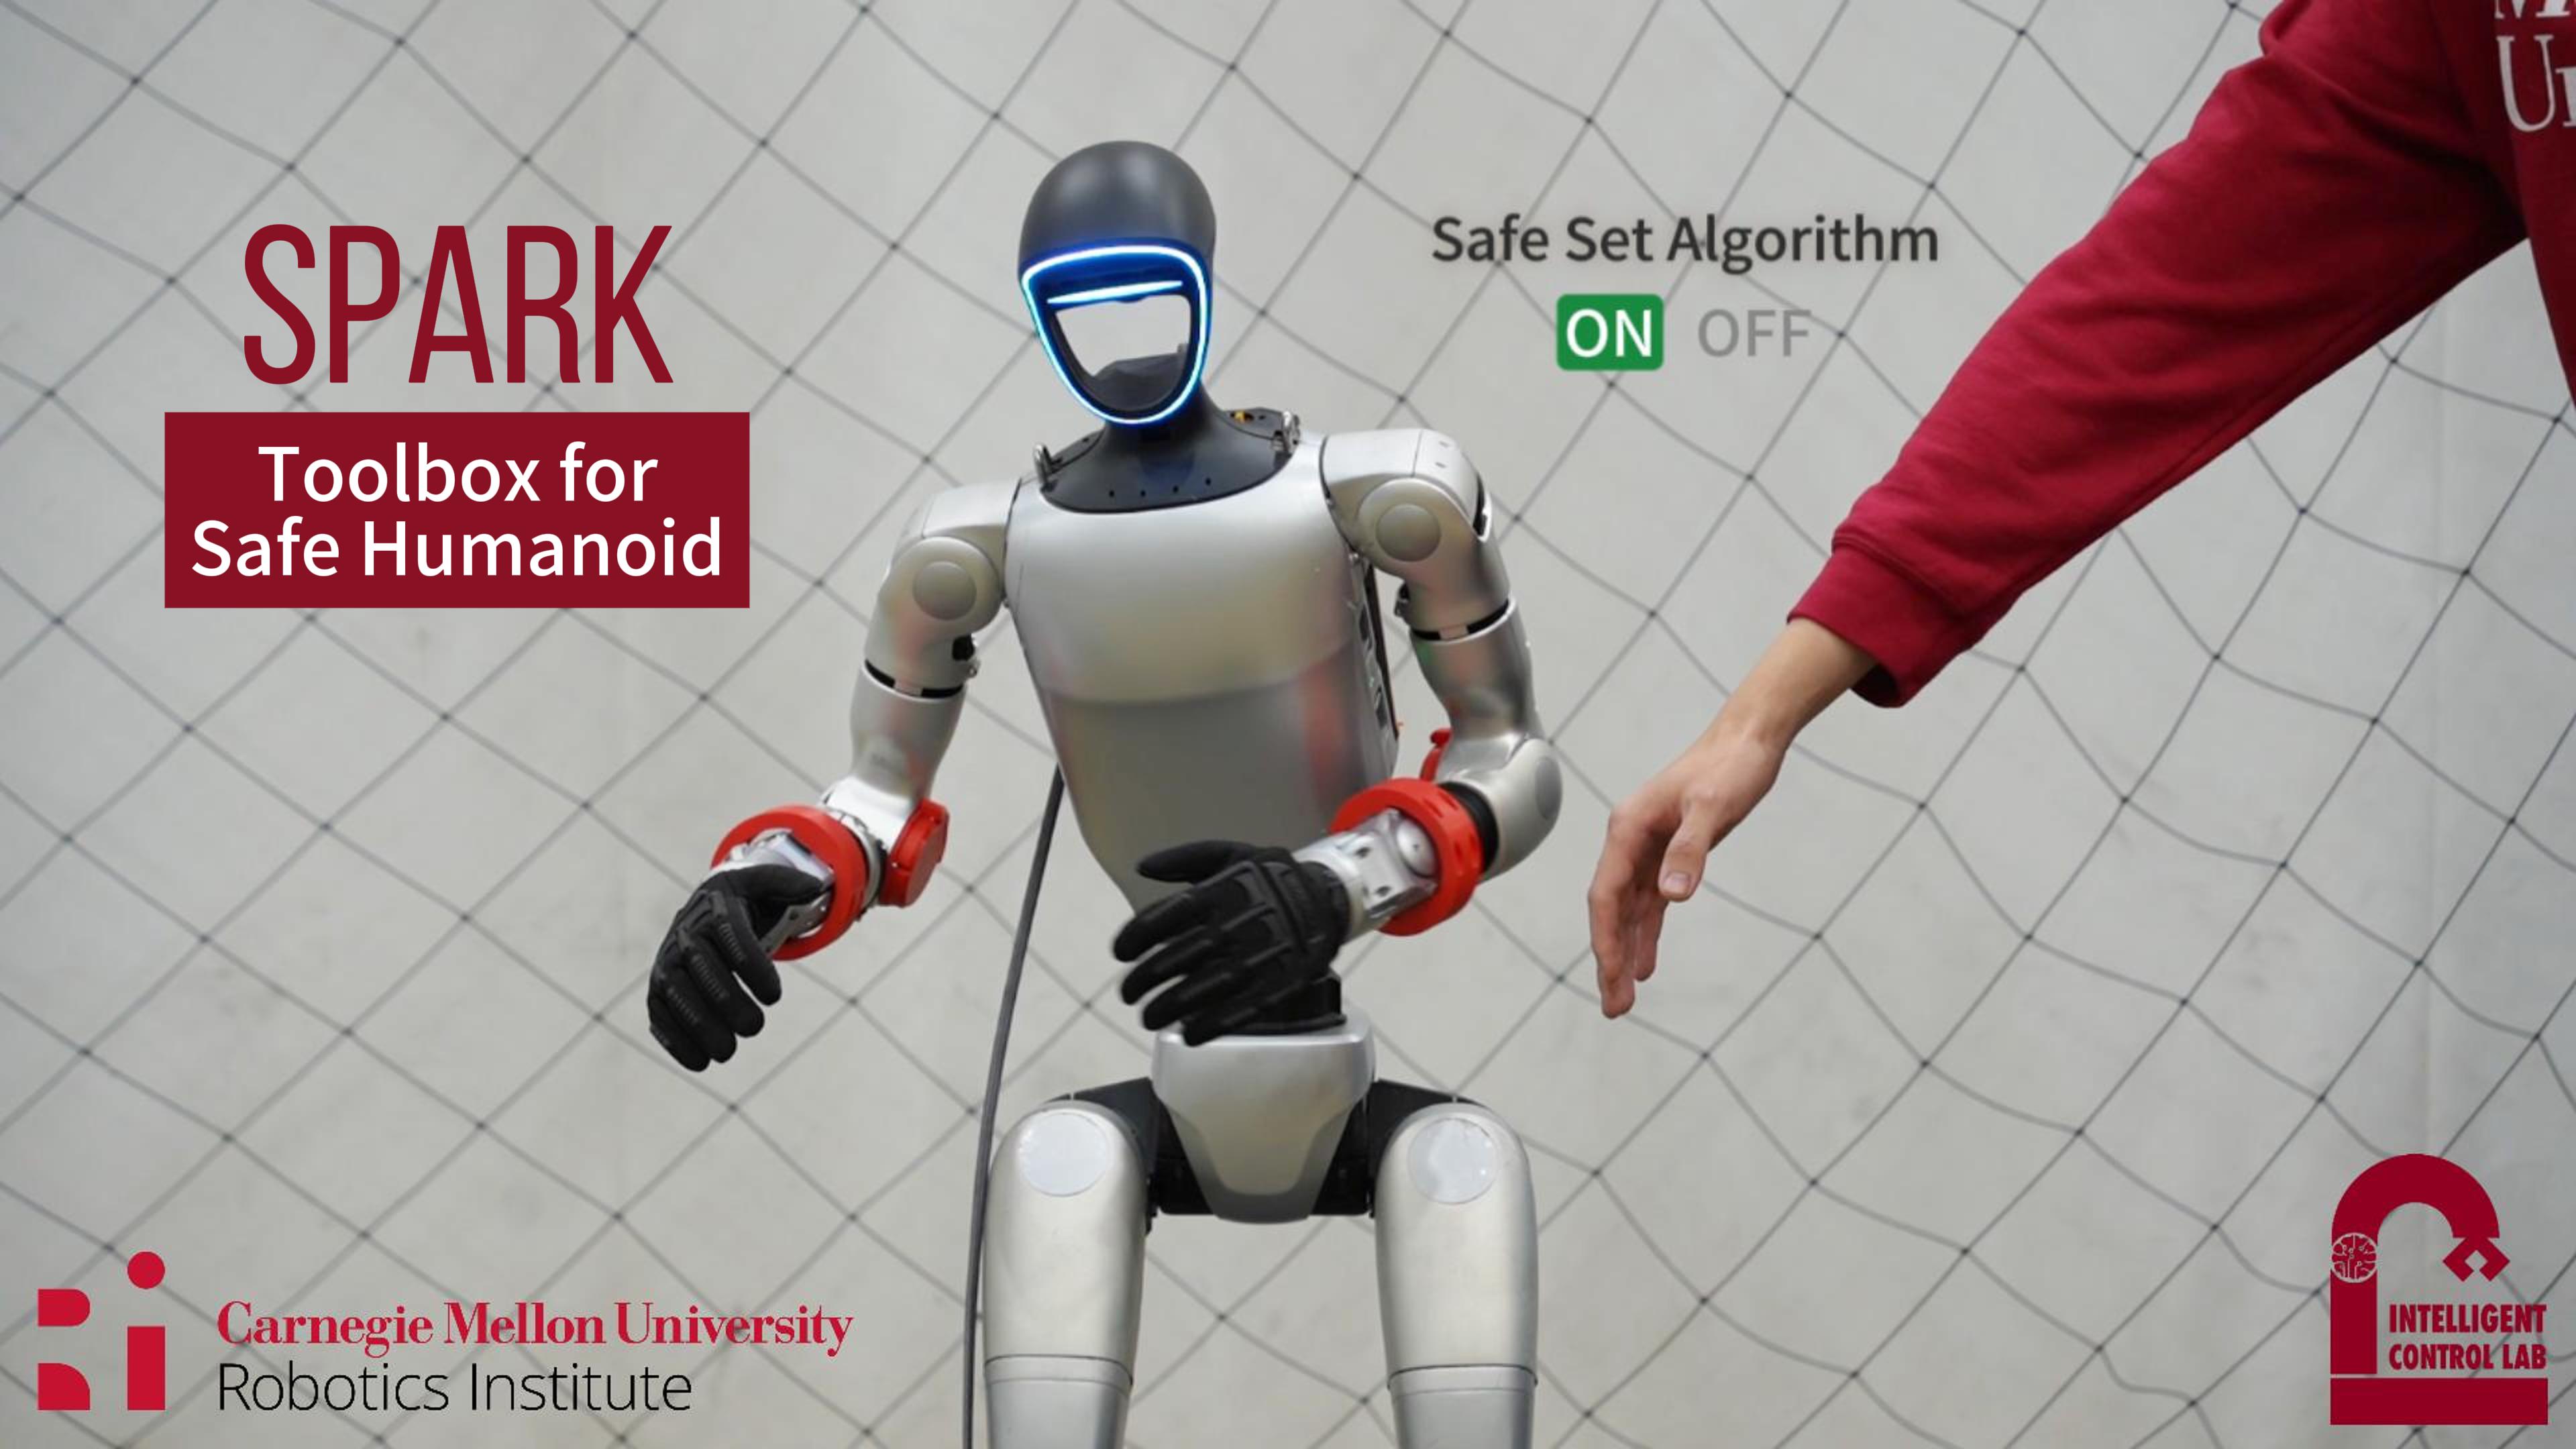 SPARK
Toolbox for
Safe Humanoid
Safe Set Algorithm
ON OFF
Carnegie Mellon University
Robotics Institute
INTELLIGENT
CONTROL LAB